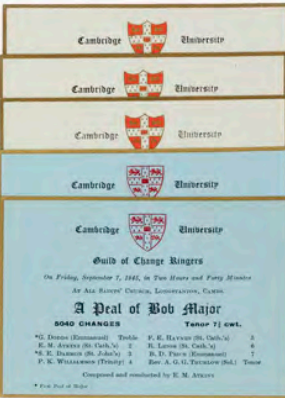 Cambridge University
Cambridge University
Cambridge University
Cambridge University
Cambridge University
Guild of Change Ringers
On Friday, September 7, 1945, in Two Hours and Forty Minutes
At All Saints' Church, Longstanton, Cambs.
A Peal of Bob Major
5040 CHANGES Tenor 7½ cwt.
*G. Dodds (Emmanuel) Treble
E. M. Atkins (St. Cath.'s) 2
*S. E. Darmon (St. John's) 3
P. K. Williamson (Trinity) 4
F. E. Haynes (St. Cath.'s) 5
R. Leigh (St. Cath.'s) 6
B. D. Price (Emmanuel) 7
Rev. A. G. G. Thurlow (Sel.) Tenor
Composed and conducted by E. M. Atkins
* First Peal of Major